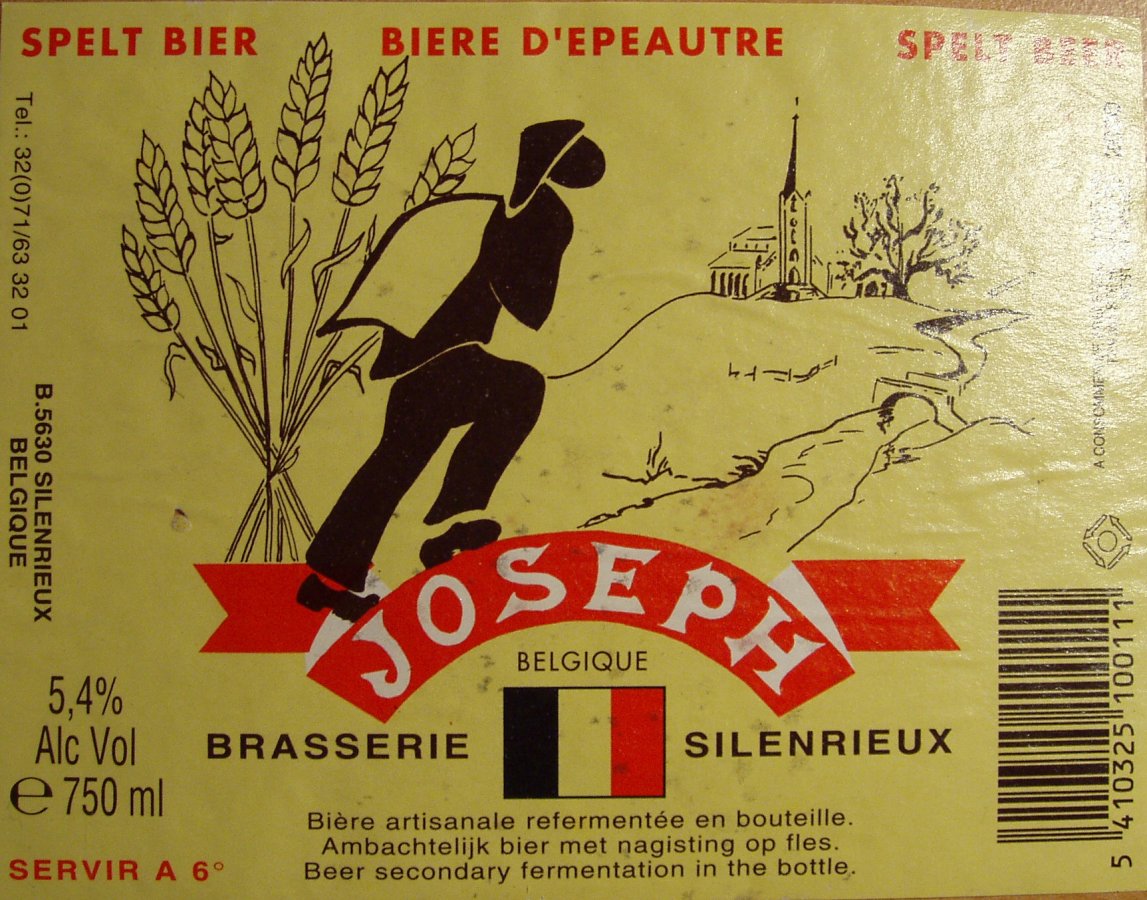 SPELT BIER
BIERE D'EPEAUTRE
SPELT BEER
Tel.: 32(0)71/63 32 01
B.5630 SILENRIEUX
BELGIQUE
A CONSOMMER
JOSEPH
BELGIQUE
BRASSERIE
SILENRIEUX
5,4%
Alc Vol
e 750 ml
SERVIR A 6°
Bière artisanale refermentée en bouteille.
Ambachtelijk bier met nagisting op fles.
Beer secondary fermentation in the bottle.
5 410325 100111